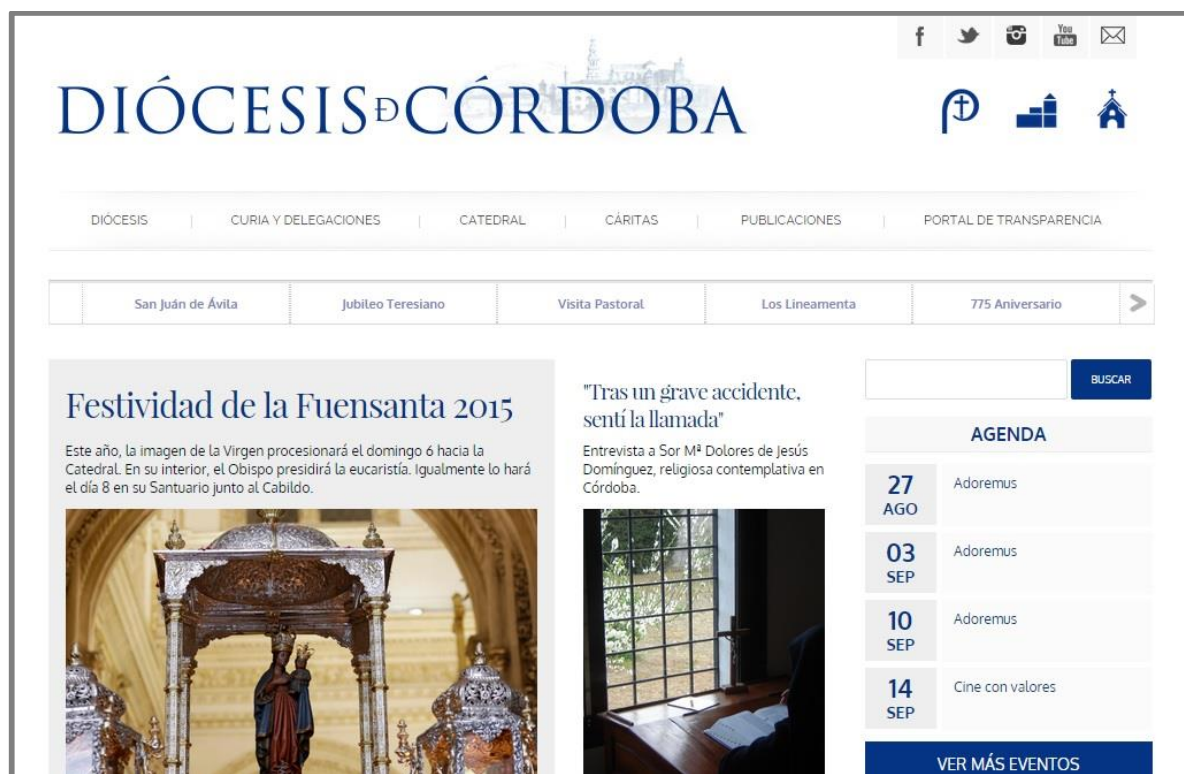 You
Tube
DIÓCESIS Đ CÓRDOBA
DIÓCESIS | CURIA Y DELEGACIONES | CATEDRAL | CÁRITAS | PUBLICACIONES | PORTAL DE TRANSPARENCIA
San Juán de Ávila
Jubileo Teresiano
Visita Pastoral
Los Lineamenta
775 Aniversario
Festividad de la Fuensanta 2015
Este año, la imagen de la Virgen procesionará el domingo 6 hacia la
Catedral. En su interior, el Obispo presidirá la eucaristía. Igualmente lo hará
el día 8 en su Santuario junto al Cabildo.
"Tras un grave accidente,
sentí la llamada"
Entrevista a Sor Mª Dolores de Jesús
Domínguez, religiosa contemplativa en
Córdoba.
BUSCAR
AGENDA
27
AGO
Adoremus
03
SEP
Adoremus
10
SEP
Adoremus
14
SEP
Cine con valores
VER MÁS EVENTOS